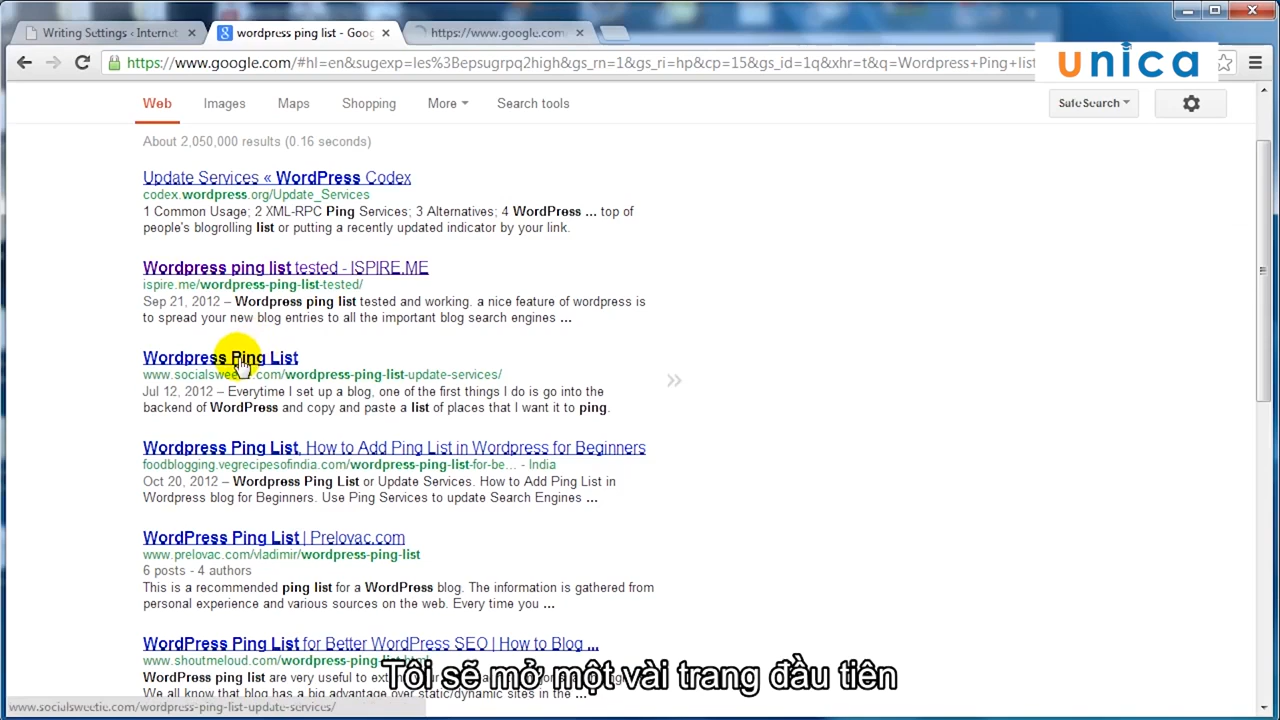 Writing Settings ‹ Internet
wordpress ping list - Goo
https://www.google.com/
https://www.google.com/#hl=en&sugexp=les%3Bepsugrpq2high&gs_rn=1&gs_ri=hp&cp=15&gs_id=1q&xhr=t&q=Wordpress+Ping+list
unica
Web
Images
Maps
Shopping
More
Search tools
SafeSearch
About 2,050,000 results (0.16 seconds)
Update Services « WordPress Codex
codex.wordpress.org/Update_Services
1 Common Usage; 2 XML-RPC Ping Services; 3 Alternatives; 4 WordPress ... top of
people's blogrolling list or putting a recently updated indicator by your link.
Wordpress ping list tested - ISPIRE.ME
ispire.me/wordpress-ping-list-tested/
Sep 21, 2012 – Wordpress ping list tested and working. a nice feature of wordpress is
to spread your new blog entries to all the important blog search engines ...
Wordpress Ping List
www.socialsweetie.com/wordpress-ping-list-update-services/
Jul 12, 2012 – Everytime I set up a blog, one of the first things I do is go into the
backend of WordPress and copy and paste a list of places that I want it to ping.
Wordpress Ping List, How to Add Ping List in Wordpress for Beginners
foodblogging.vegrecipesofindia.com/wordpress-ping-list-for-be... - India
Oct 20, 2012 – Wordpress Ping List or Update Services. How to Add Ping List in
Wordpress blog for Beginners. Use Ping Services to update Search Engines ...
WordPress Ping List | Prelovac.com
www.prelovac.com/vladimir/wordpress-ping-list
6 posts - 4 authors
This is a recommended ping list for a WordPress blog. The information is gathered from
personal experience and various sources on the web. Every time you ...
WordPress Ping List for Better WordPress SEO | How to Blog ...
www.shoutmeloud.com/wordpress-ping-list.html
Wordpress ping list are very useful to
We all know that blog has a big advantage over static/dynamic sites in the ...
Tôi sẽ mở một vài trang đầu tiên
www.socialsweetie.com/wordpress-ping-list-update-services/